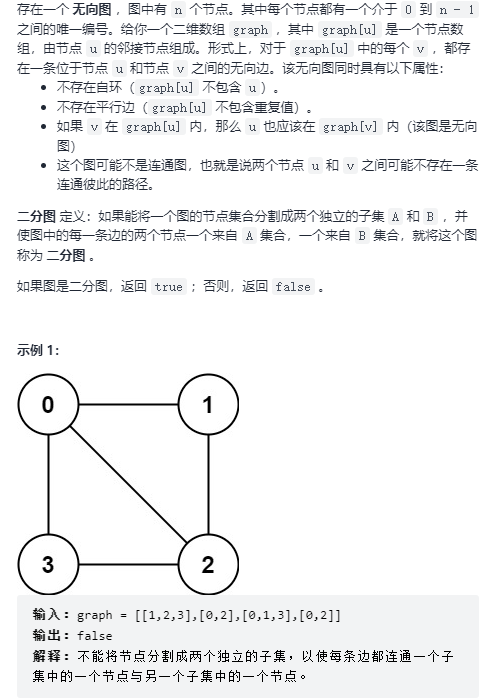 存在一个 无向图 ，图中有 n 个节点。其中每个节点都有一个介于 0 到 n - 1
之间的唯一编号。给你一个二维数组 graph ，其中 graph[u] 是一个节点数
组，由节点 u 的邻接节点组成。形式上，对于 graph[u] 中的每个 v ，都存
在一条位于节点 u 和节点 v 之间的无向边。该无向图同时具有以下属性：
• 不存在自环（graph[u] 不包含 u）。
• 不存在平行边（graph[u] 不包含重复值）。
• 如果 v 在 graph[u] 内，那么 u 也应该在 graph[v] 内（该图是无向
图）
• 这个图可能不是连通图，也就是说两个节点 u 和 v 之间可能不存在一条
连通彼此的路径。
二分图 定义：如果能将一个图的节点集合分割成两个独立的子集 A 和 B ，并
使图中的每一条边的两个节点一个来自 A 集合，一个来自 B 集合，就将这个图
称为 二分图 。
如果图是二分图，返回 true ；否则，返回 false 。
示例 1：
0
1
3
2
输入：graph = [[1,2,3],[0,2],[0,1,3],[0,2]]
输出：false
解释：不能将节点分割成两个独立的子集，以使每条边都连通一个子
集中的一个节点与另一个子集中的一个节点。